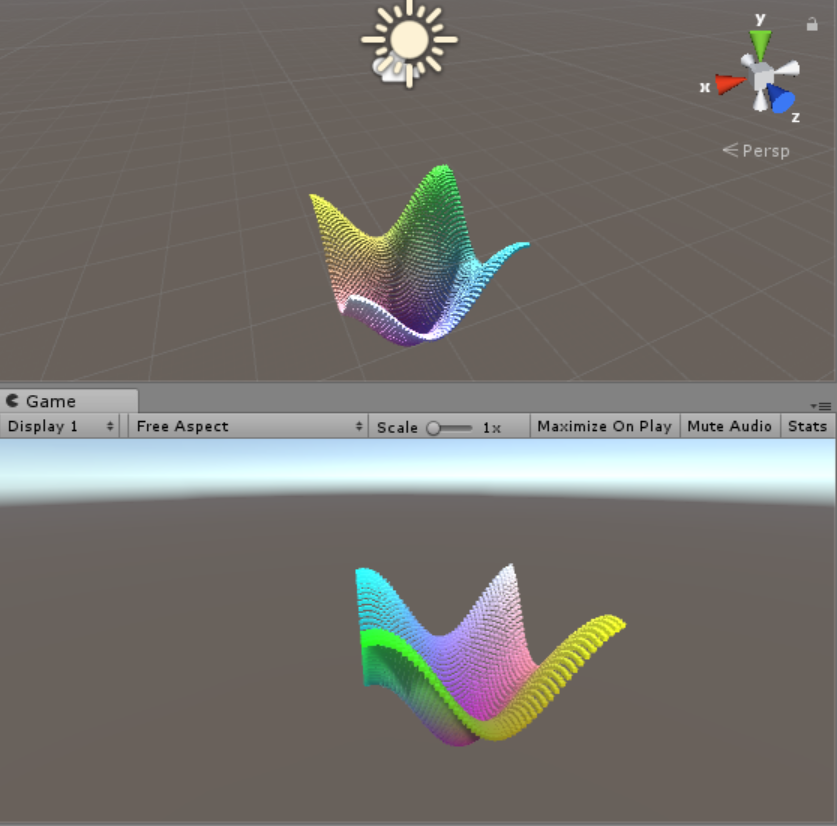 y
x
z
Persp
Game
Display 1 Free Aspect Scale 1x Maximize On Play Mute Audio Stats